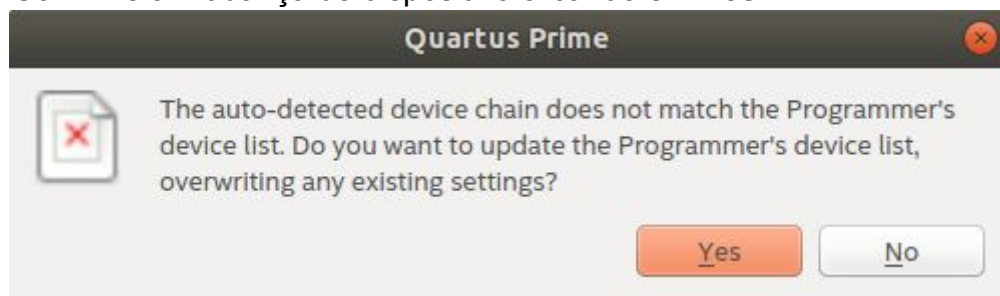 Quartus Prime
The auto-detected device chain does not match the Programmer's
device list. Do you want to update the Programmer's device list,
overwriting any existing settings?
Yes
No